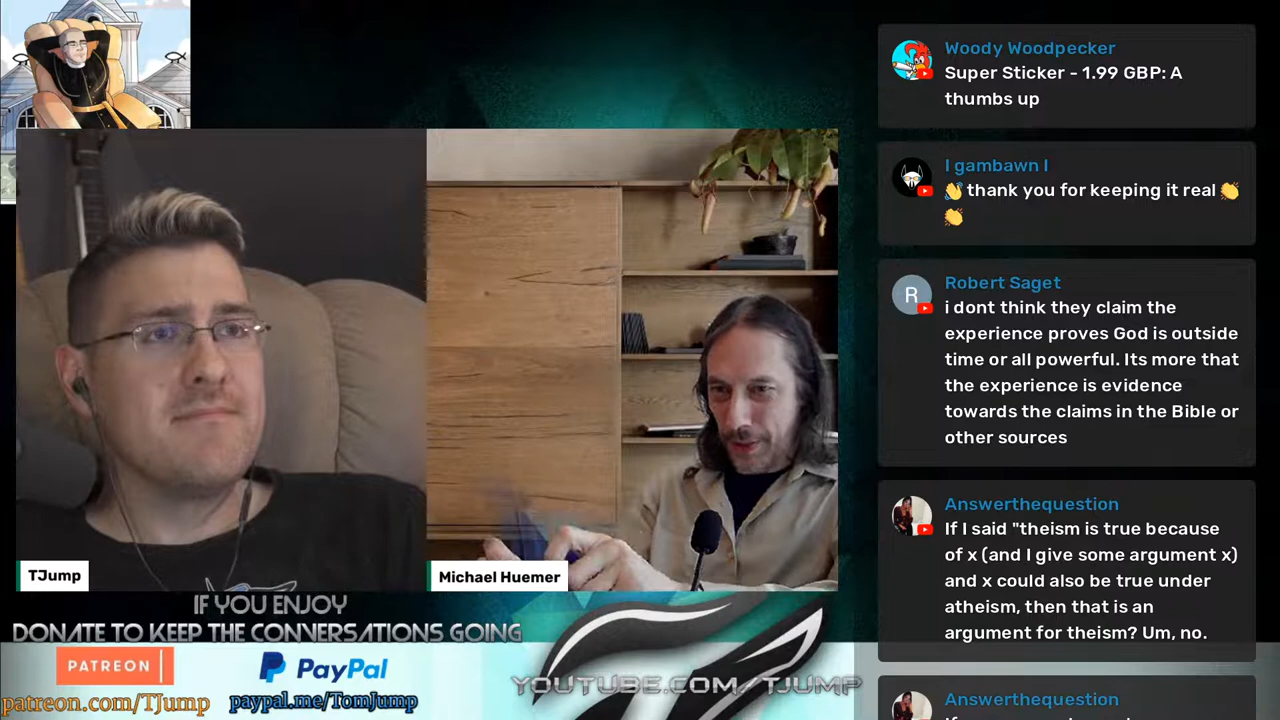 Woody Woodpecker
Super Sticker - 1.99 GBP: A
thumbs up
I gambawn I
👏 thank you for keeping it real 👏
👏
Robert Saget
R
i dont think they claim the
experience proves God is outside
time or all powerful. Its more that
the experience is evidence
towards the claims in the Bible or
other sources
Answerthequestion
If I said "theism is true because
of x (and I give some argument x)
and x could also be true under
atheism, then that is an
argument for theism? Um, no.
Answerthequestion
TJump
Michael Huemer
IF YOU ENJOY
DONATE TO KEEP THE CONVERSATIONS GOING
PATREON
PayPal
patreon.com/TJump
paypal.me/TomJump
YOUTUBE.COM/TJUMP